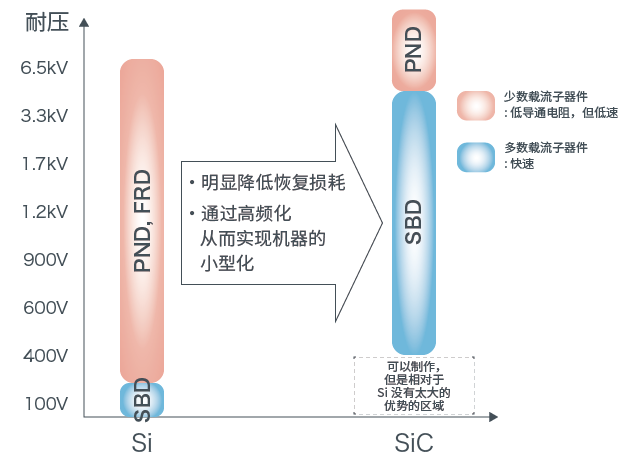 耐压
6.5kV
3.3kV
1.7kV
1.2kV
900V
600V
400V
100V
PND, FRD
SBD
Si
• 明显降低恢复损耗
• 通过高频化
从而实现机器的
小型化
PND
SBD
可以制作，
但是相对于
Si 没有太大的
优势的区域
SiC
少数载流子器件
: 低导通电阻，但低速
多数载流子器件
: 快速